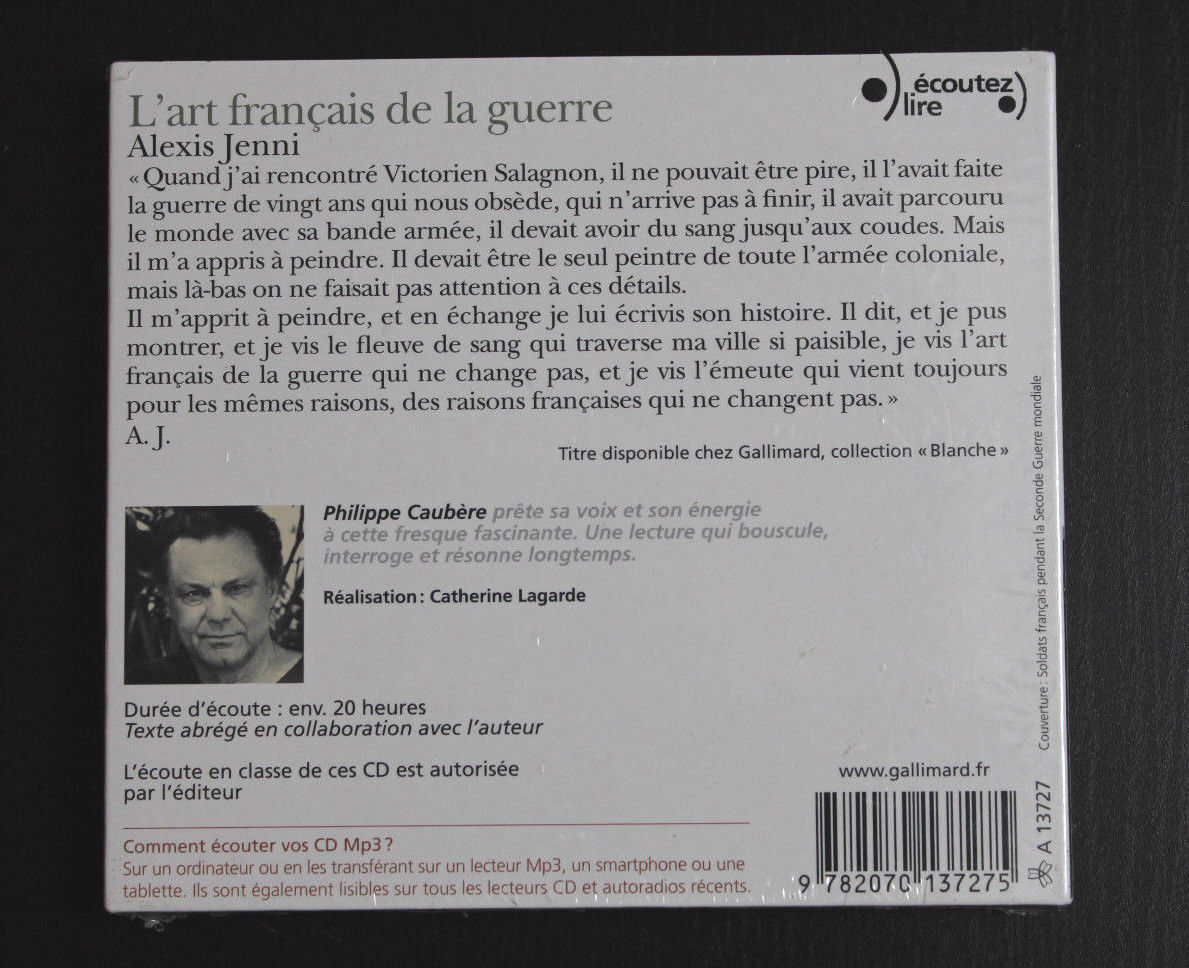 L'art français de la guerre
Alexis Jenni
« Quand j'ai rencontré Victorien Salagnon, il ne pouvait être pire, il l'avait faite
la guerre de vingt ans qui nous obsède, qui n'arrive pas à finir, il avait parcouru
le monde avec sa bande armée, il devait avoir du sang jusqu'aux coudes. Mais
il m'a appris à peindre. Il devait être le seul peintre de toute l'armée coloniale,
mais là-bas on ne faisait pas attention à ces détails.
Il m'apprit à peindre, et en échange je lui écrivis son histoire. Il dit, et je pus
montrer, et je vis le fleuve de sang qui traverse ma ville si paisible, je vis l'art
français de la guerre qui ne change pas, et je vis l'émeute qui vient toujours
pour les mêmes raisons, des raisons françaises qui ne changent pas. »
A. J.
Titre disponible chez Gallimard, collection « Blanche »
écoutez
lire
Philippe Caubère prête sa voix et son énergie
à cette fresque fascinante. Une lecture qui bouscule,
interroge et résonne longtemps.
Réalisation : Catherine Lagarde
Durée d'écoute : env. 20 heures
Texte abrégé en collaboration avec l'auteur
L'écoute en classe de ces CD est autorisée
par l'éditeur
Comment écouter vos CD Mp3 ?
Sur un ordinateur ou en les transférant sur un lecteur Mp3, un smartphone ou une
tablette. Ils sont également lisibles sur tous les lecteurs CD et autoradios récents.
www.gallimard.fr
9 782070 137275
A 13727
Couverture : Soldats français pendant la Seconde Guerre mondiale